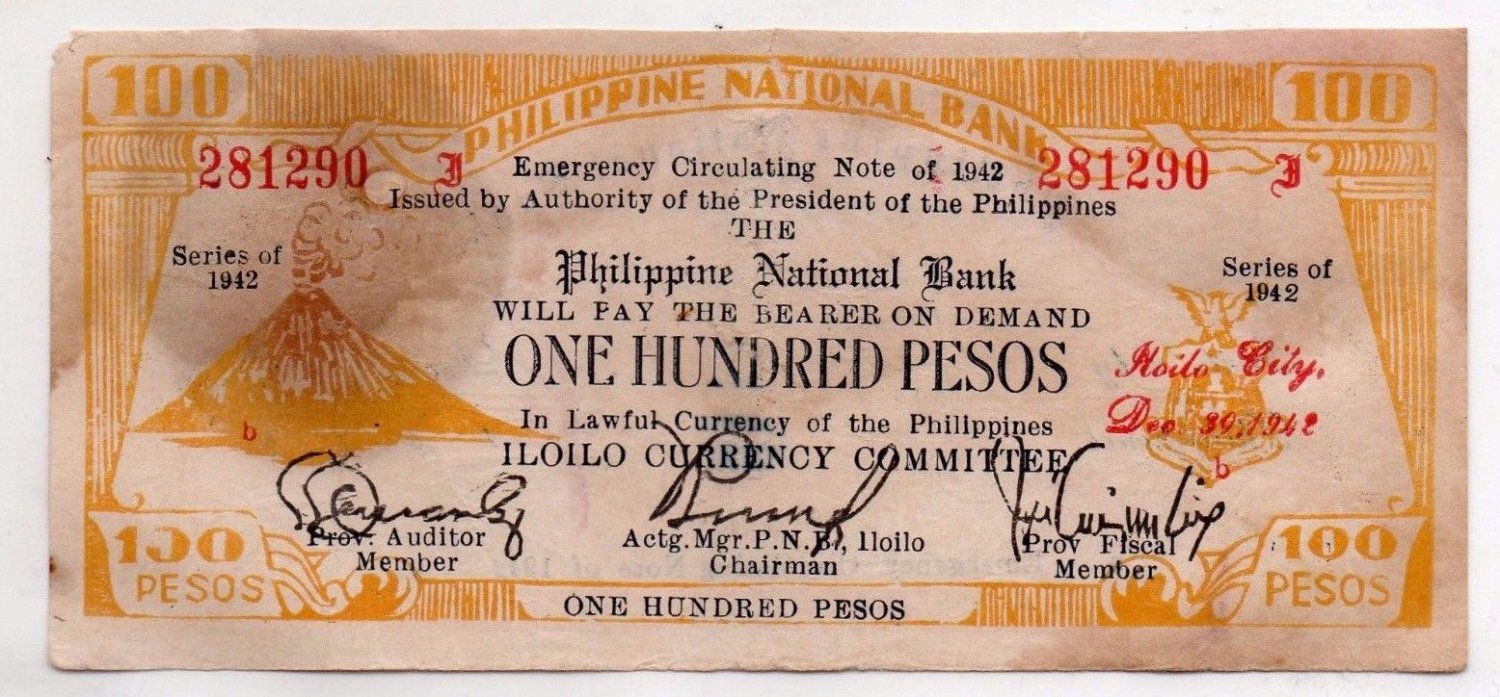 100
100
PHILIPPINE NATIONAL BANK
281290 J
281290 J
Emergency Circulating Note of 1942
Issued by Authority of the President of the Philippines
THE
Philippine National Bank
WILL PAY THE BEARER ON DEMAND
ONE HUNDRED PESOS
In Lawful Currency of the Philippines
ILOILO CURRENCY COMMITTEE
Series of
1942
Series of
1942
Iloilo City,
Dec 30, 1942
b
b
Prov. Auditor
Member
Actg. Mgr. P.N.B., Iloilo
Chairman
Prov Fiscal
Member
100
PESOS
ONE HUNDRED PESOS
100
PESOS